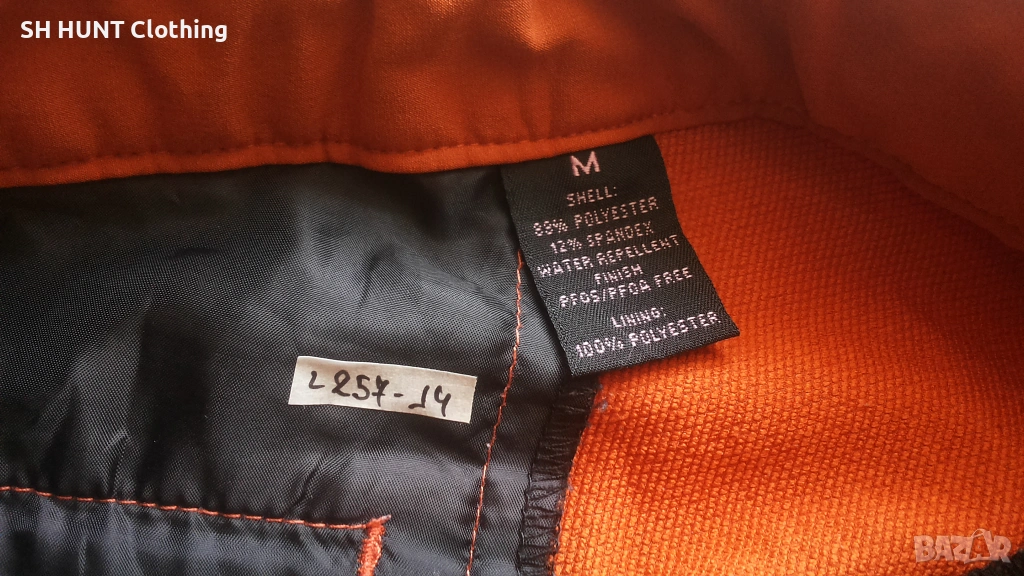 SH HUNT Clothing
M
SHELL:
88% POLYESTER
12% SPANDEX
WATER REPELLENT
FINISH
PFOS/PFOA FREE
LINING:
100% POLYESTER
L257-14
BAZAR